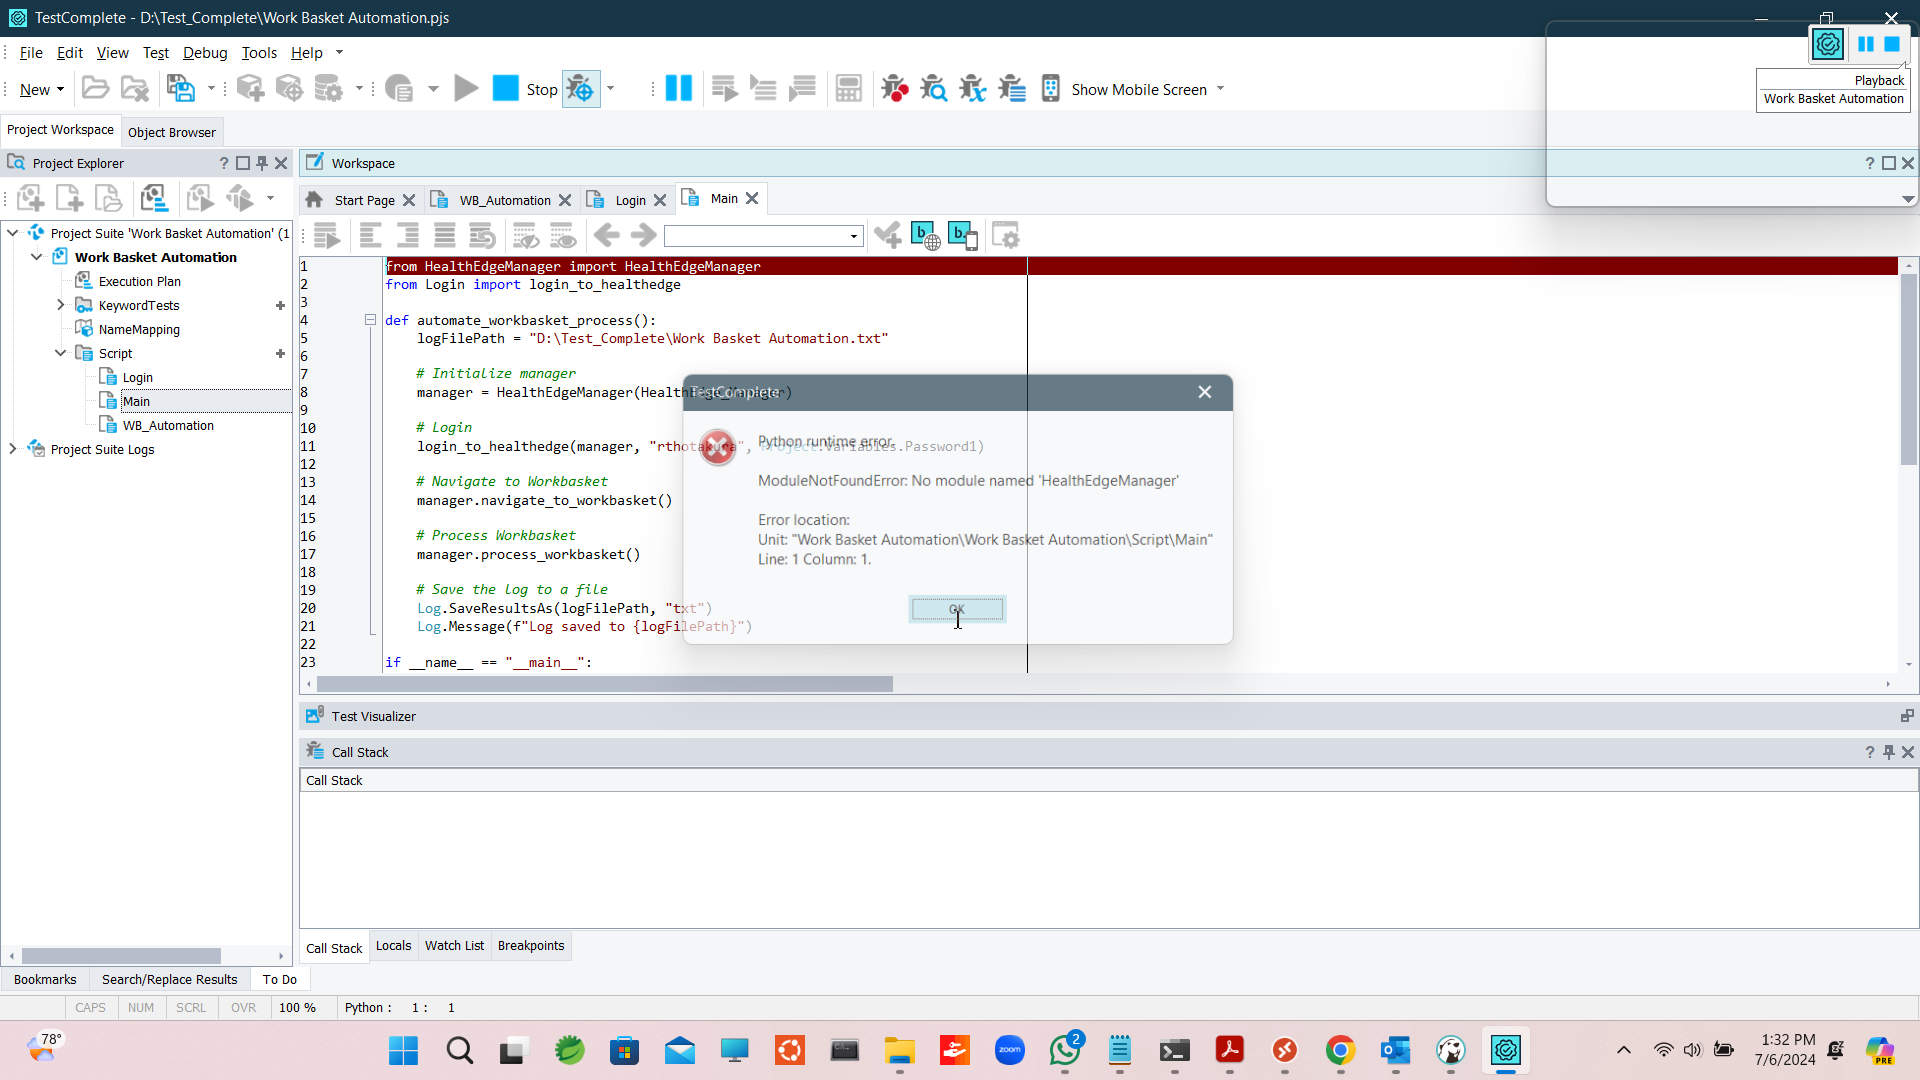 TestComplete - D:\Test_Complete\Work Basket Automation.pjs
File Edit View Test Debug Tools Help
New Stop Show Mobile Screen
Playback
Work Basket Automation
Project Workspace Object Browser
Project Explorer
Workspace
Start Page WB_Automation Login Main
Project Suite 'Work Basket Automation' (1
Work Basket Automation
Execution Plan
KeywordTests
NameMapping
Script
Login
Main
WB_Automation
Project Suite Logs
1 from HealthEdgeManager import HealthEdgeManager
2 from Login import login_to_healthedge
3
4 def automate_workbasket_process():
5 logFilePath = "D:\Test_Complete\Work Basket Automation.txt"
6
7 # Initialize manager
8 manager = HealthEdgeManager(HealthEdge_Manager)
9
10 # Login
11 login_to_healthedge(manager, "rthotakura", Project.Variables.Password1)
12
13 # Navigate to Workbasket
14 manager.navigate_to_workbasket()
15
16 # Process Workbasket
17 manager.process_workbasket()
18
19 # Save the log to a file
20 Log.SaveResultsAs(logFilePath, "txt")
21 Log.Message(f"Log saved to {logFilePath}")
22
23 if __name__ == "__main__":
TestComplete
Python runtime error.
ModuleNotFoundError: No module named 'HealthEdgeManager'
Error location:
Unit: "Work Basket Automation\Work Basket Automation\Script\Main"
Line: 1 Column: 1.
OK
Test Visualizer
Call Stack
Call Stack
Call Stack Locals Watch List Breakpoints
Bookmarks Search/Replace Results To Do
CAPS NUM SCRL OVR 100 % Python : 1 : 1
78°
zoom
2
1:32 PM
7/6/2024
PRE